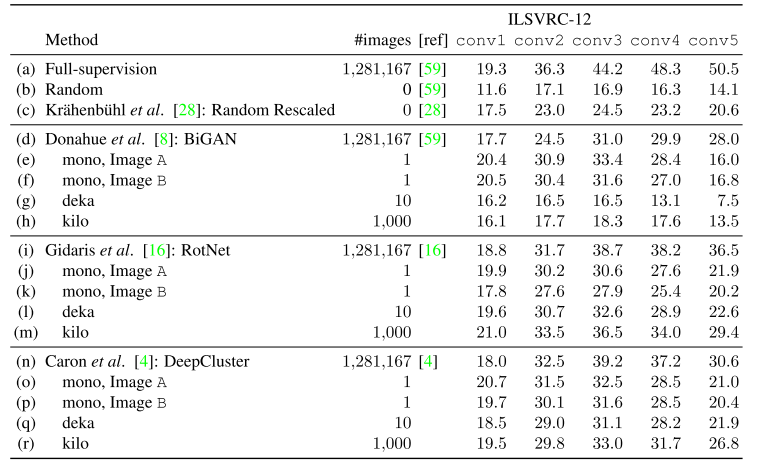 ILSVRC-12
Method #images [ref] conv1 conv2 conv3 conv4 conv5
(a) Full-supervision 1,281,167 [59] 19.3 36.3 44.2 48.3 50.5
(b) Random 0 [59] 11.6 17.1 16.9 16.3 14.1
(c) Krähenbühl et al. [28]: Random Rescaled 0 [28] 17.5 23.0 24.5 23.2 20.6
(d) Donahue et al. [8]: BiGAN 1,281,167 [59] 17.7 24.5 31.0 29.9 28.0
(e) mono, Image A 1 20.4 30.9 33.4 28.4 16.0
(f) mono, Image B 1 20.5 30.4 31.6 27.0 16.8
(g) deka 10 16.2 16.5 16.5 13.1 7.5
(h) kilo 1,000 16.1 17.7 18.3 17.6 13.5
(i) Gidaris et al. [16]: RotNet 1,281,167 [16] 18.8 31.7 38.7 38.2 36.5
(j) mono, Image A 1 19.9 30.2 30.6 27.6 21.9
(k) mono, Image B 1 17.8 27.6 27.9 25.4 20.2
(l) deka 10 19.6 30.7 32.6 28.9 22.6
(m) kilo 1,000 21.0 33.5 36.5 34.0 29.4
(n) Caron et al. [4]: DeepCluster 1,281,167 [4] 18.0 32.5 39.2 37.2 30.6
(o) mono, Image A 1 20.7 31.5 32.5 28.5 21.0
(p) mono, Image B 1 19.7 30.1 31.6 28.5 20.4
(q) deka 10 18.5 29.0 31.1 28.2 21.9
(r) kilo 1,000 19.5 29.8 33.0 31.7 26.8